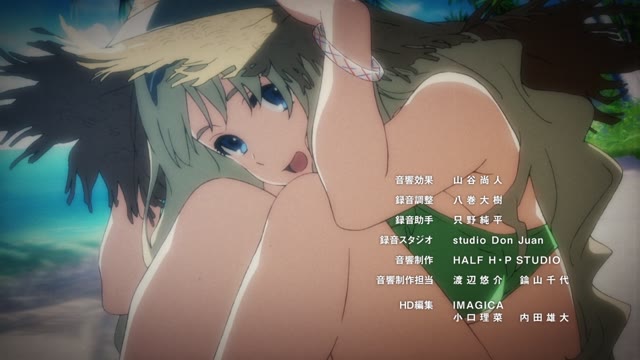 音響効果 山谷尚人
録音調整 八巻大樹
録音助手 只野純平
録音スタジオ studio Don Juan
音響制作 HALF H・P STUDIO
音響制作担当 渡辺悠介 鍮山千代
HD編集 IMAGICA
小口理菜 内田雄大